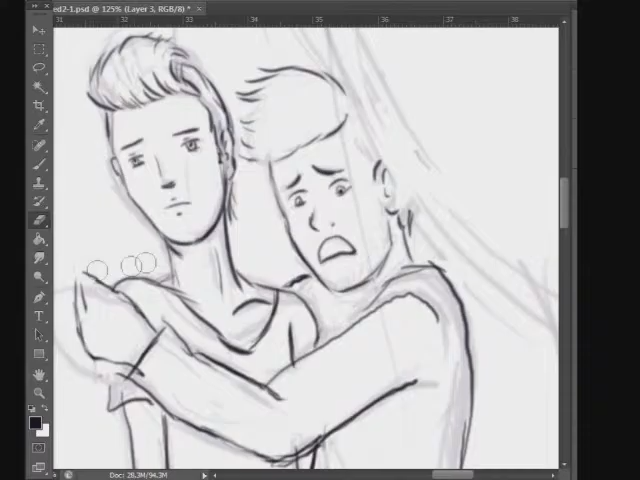 ed2-1.psd @ 125% (Layer 3, RGB/8) * ×
31 32 33 34 35 36 37 38
T
Doc: 28.3M/94.3M